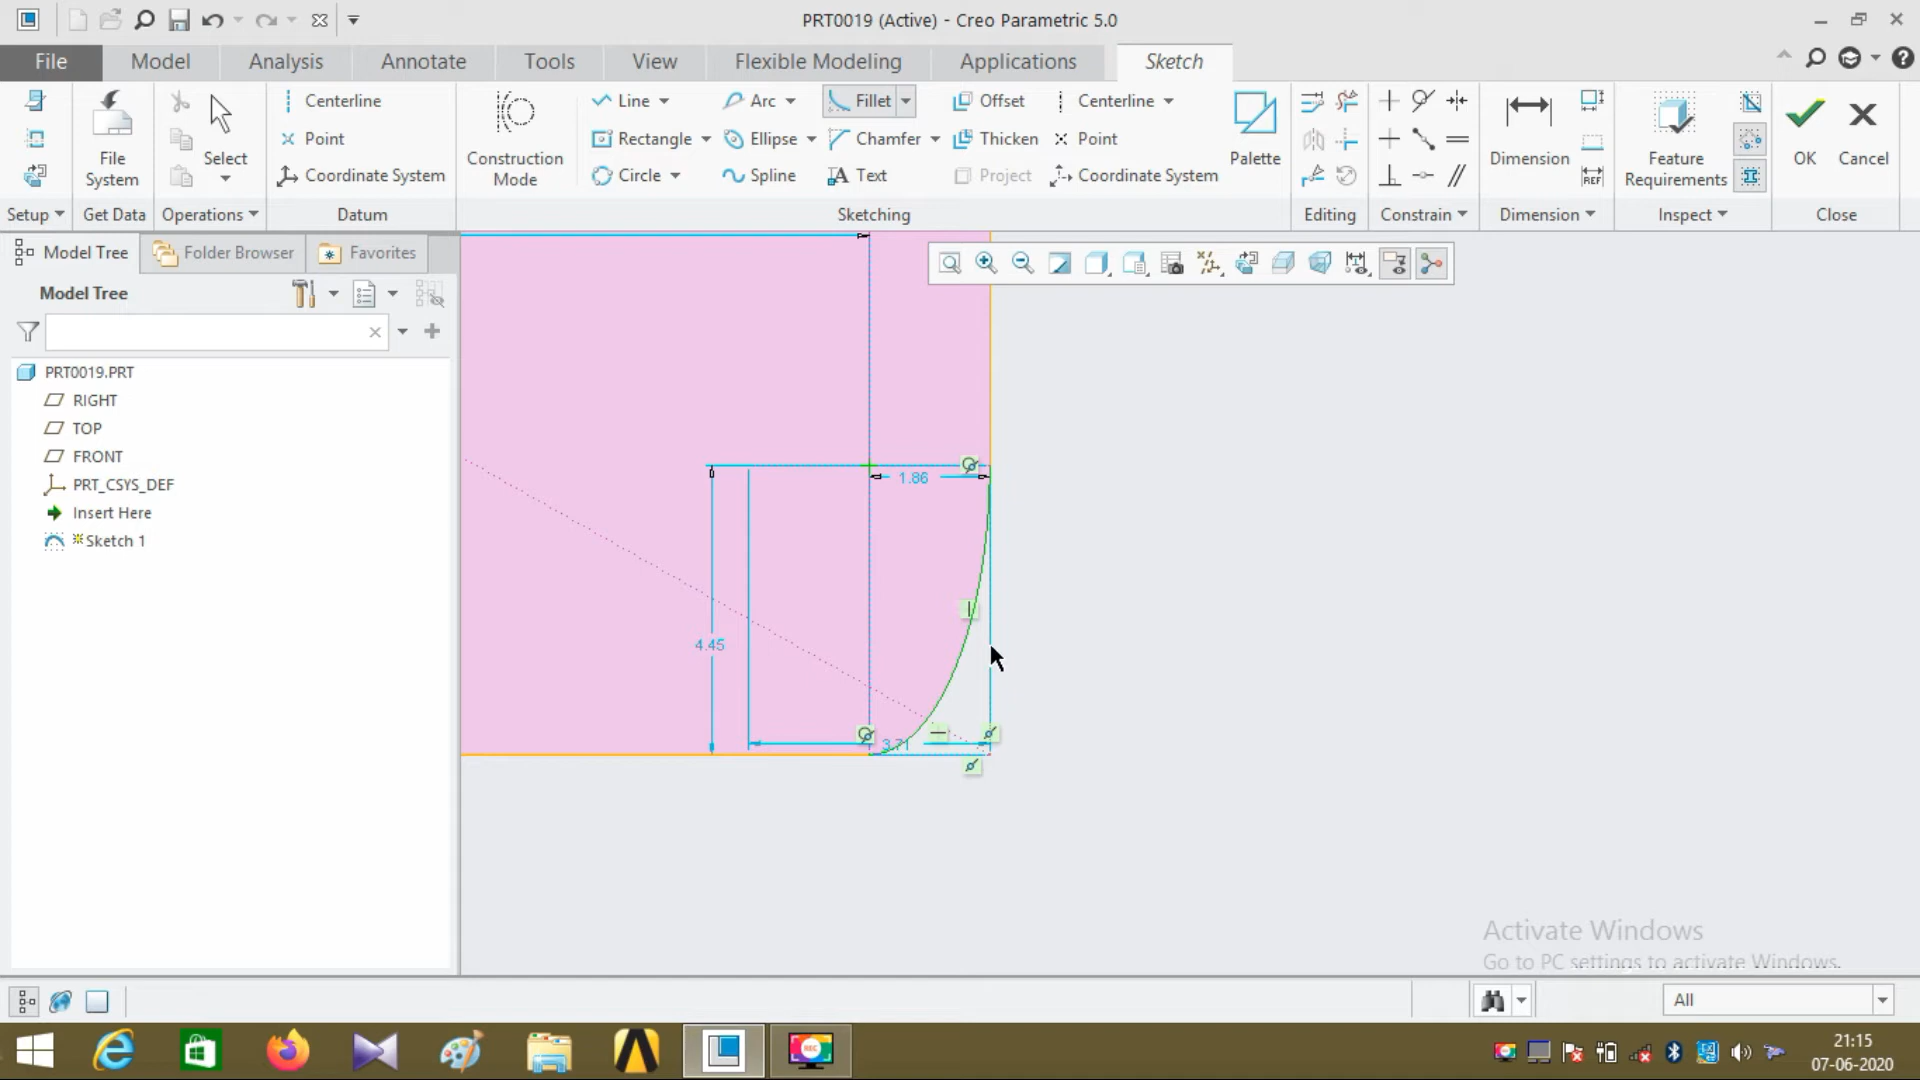 PRT0019 (Active) - Creo Parametric 5.0
File Model Analysis Annotate Tools View Flexible Modeling Applications Sketch
Centerline Line Arc Fillet Offset Centerline
Point Rectangle Ellipse Chamfer Thicken Point
Coordinate System Circle Spline Text Project Coordinate System
File System
Select
Construction Mode
Palette
Dimension
Feature Requirements
OK Cancel
Setup Get Data Operations Datum Sketching Editing Constrain Dimension Inspect Close
REF
Model Tree Folder Browser Favorites
Model Tree
PRT0019.PRT
RIGHT
TOP
FRONT
PRT_CSYS_DEF
Insert Here
Sketch 1
1.86
4.45
3.71
Activate Windows
Go to PC settings to activate Windows.
All
REC
21:15
07-06-2020